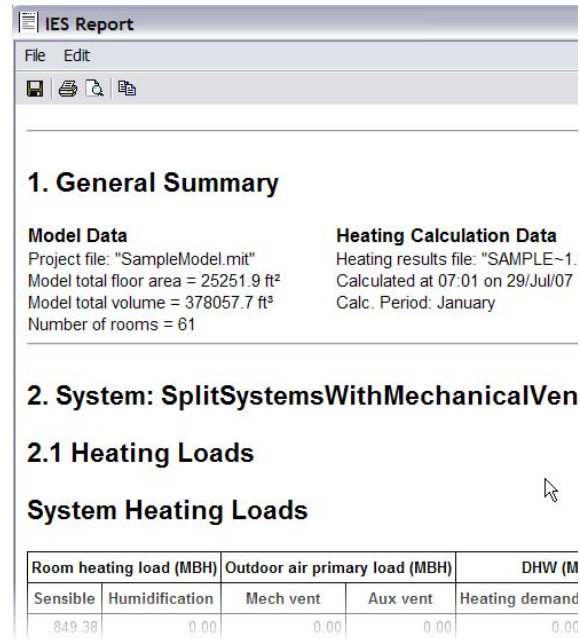 IES Report
File Edit
1. General Summary
Model Data
Project file: "SampleModel.mit"
Model total floor area = 25251.9 ft²
Model total volume = 378057.7 ft³
Number of rooms = 61
Heating Calculation Data
Heating results file: "SAMPLE~1.
Calculated at 07:01 on 29/Jul/07
Calc. Period: January
2. System: SplitSystemsWithMechanicalVen
2.1 Heating Loads
System Heating Loads
Room heating load (MBH) Outdoor air primary load (MBH) DHW (M
Sensible Humidification Mech vent Aux vent Heating demand
849.38 0.00 0.00 0.00 0.00